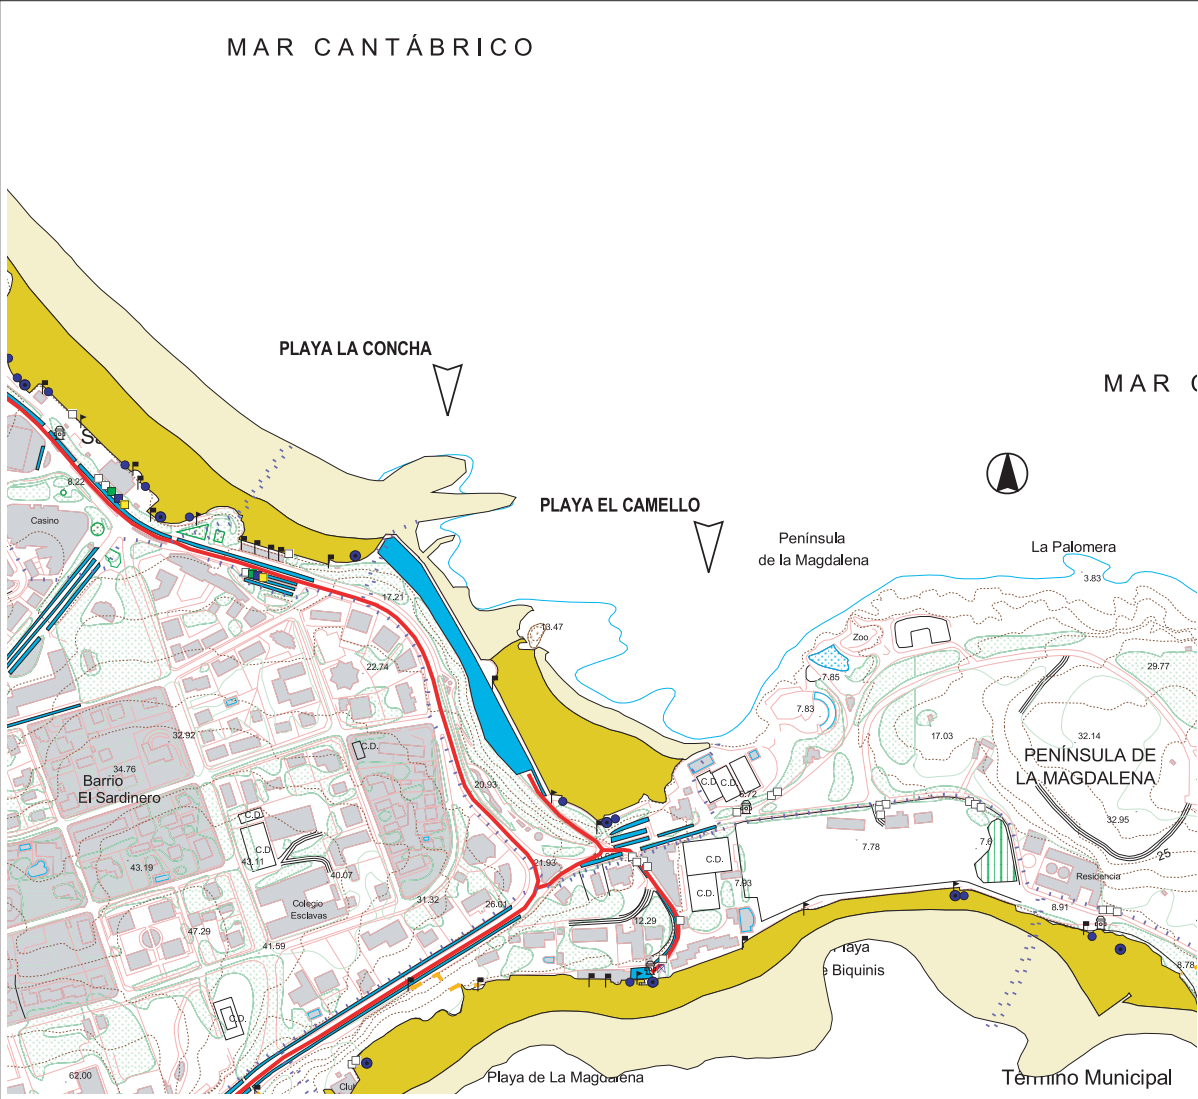 MAR CANTÁBRICO
PLAYA LA CONCHA
MAR
PLAYA EL CAMELLO
Península
de la Magdalena
La Palomera
3.83
8.22
Casino
17.21
13.47
Zoo
29.77
22.74
7.85
7.83
17.03
32.14
32.92
C.D.
34.76
Barrio
El Sardinero
PENÍNSULA DE
LA MAGDALENA
20.93
C.D.
C.D.
6.72
C.D.
32.95
C.D.
43.11
43.19
21.93
C.D.
7.78
25
40.07
Residencia
C.D.
7.93
31.32
26.01
Colegio
Esclavas
8.91
12.29
47.29
41.59
Biquinis
8.78
C.D.
62.00
Playa de La Magdalena
Término Municipal